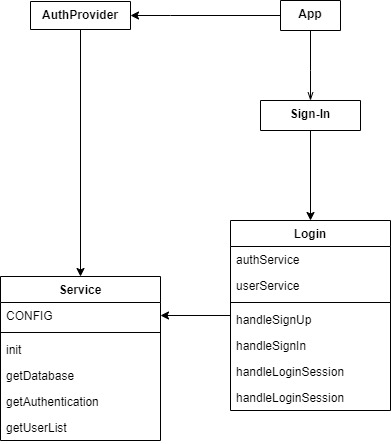 AuthProvider
App
Sign-In
Login
authService
userService
handleSignUp
handleSignIn
handleLoginSession
handleLoginSession
Service
CONFIG
init
getDatabase
getAuthentication
getUserList